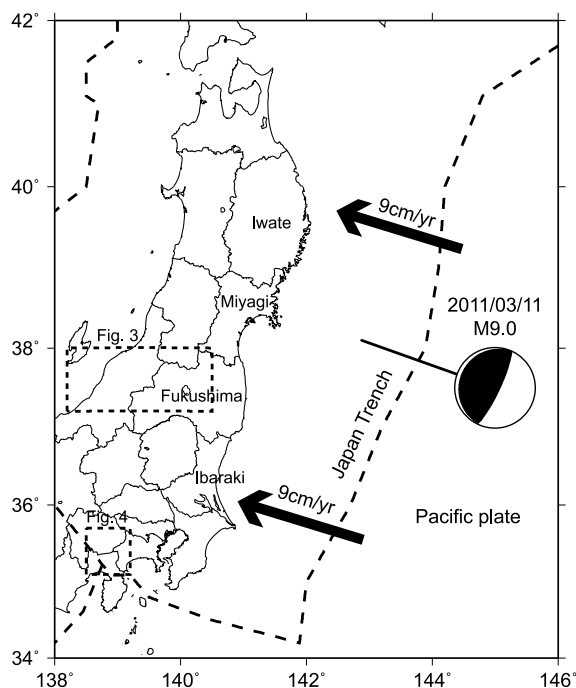 42˚
40˚
Iwate
9cm/yr
Miyagi
2011/03/11
M9.0
Fig. 3
38˚
Fukushima
Japan Trench
Ibaraki
9cm/yr
36˚
Fig. 4
Pacific plate
34˚
138˚
140˚
142˚
144˚
146˚